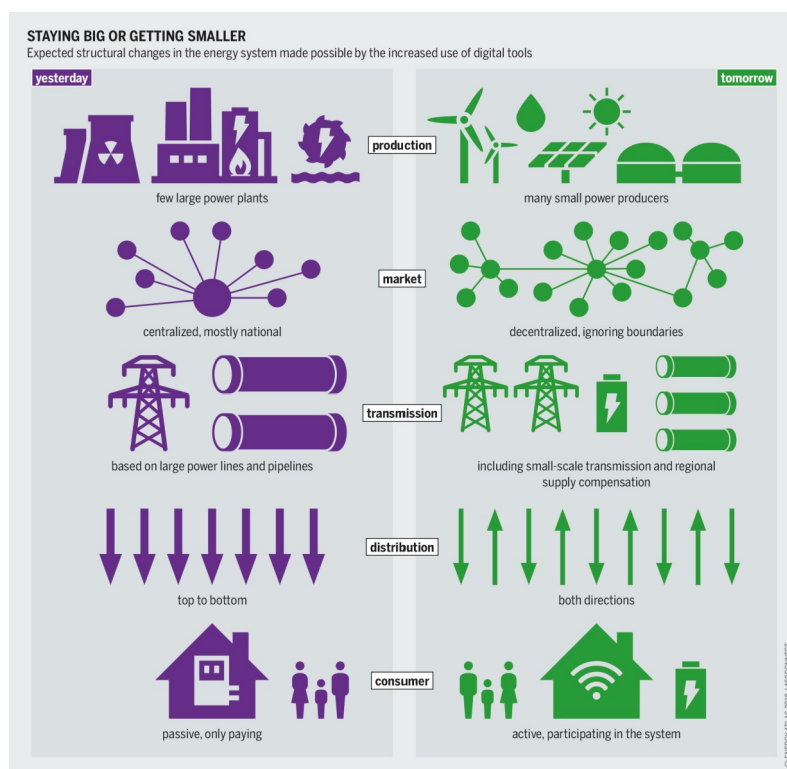 STAYING BIG OR GETTING SMALLER
Expected structural changes in the energy system made possible by the increased use of digital tools
yesterday
tomorrow
production
few large power plants
many small power producers
market
centralized, mostly national
decentralized, ignoring boundaries
transmission
based on large power lines and pipelines
including small-scale transmission and regional
supply compensation
distribution
top to bottom
both directions
consumer
passive, only paying
active, participating in the system